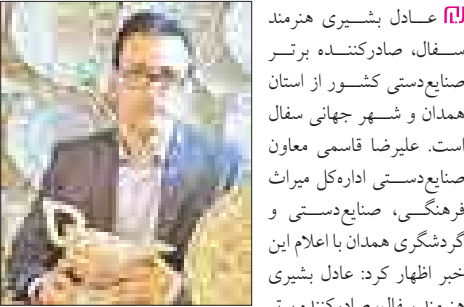 عادل بشیری هنرمند
سفال، صادرکننده برتر
صنایع‌دستی کشور از استان
همدان و شهر جهانی سفال
است. علیرضا قاسمی معاون
صنایع‌دستی اداره‌کل میراث
فرهنگی، صنایع‌دستی و
گردشگری همدان با اعلام این
خبر اظهار کرد: عادل بشیری